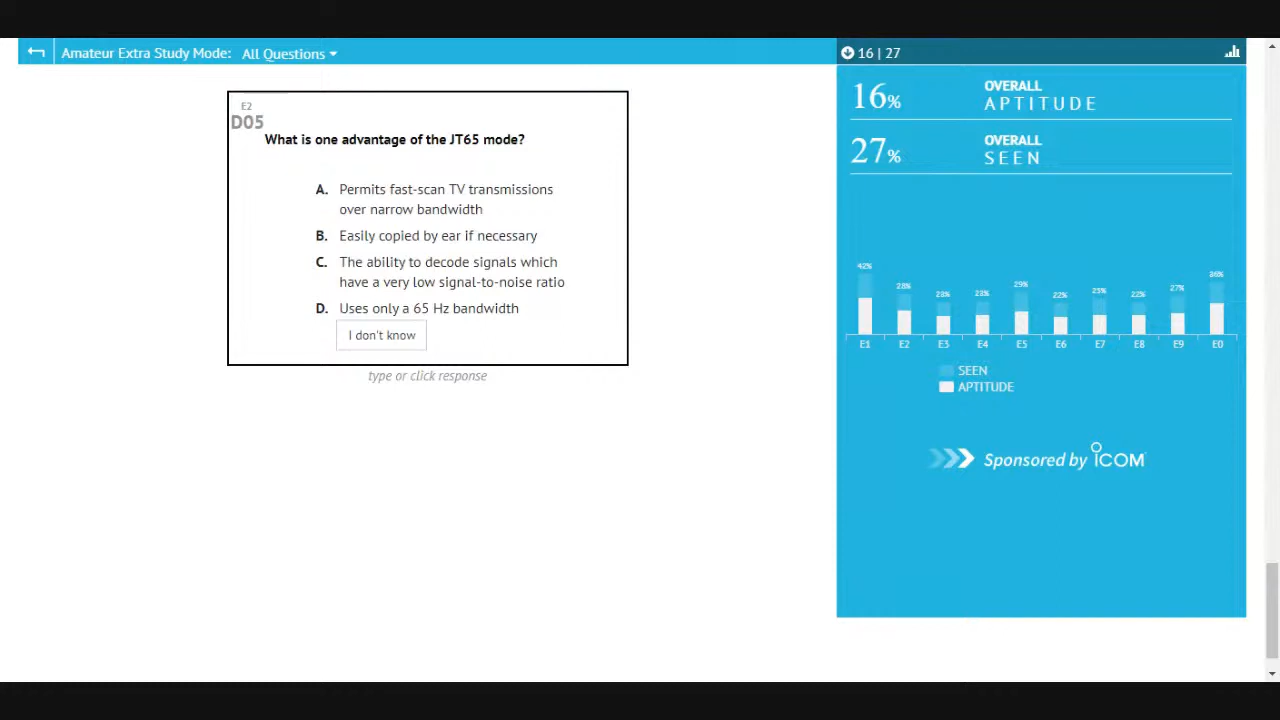 Amateur Extra Study Mode: All Questions
16 | 27
E2
D05
What is one advantage of the JT65 mode?
A. Permits fast-scan TV transmissions
over narrow bandwidth
B. Easily copied by ear if necessary
C. The ability to decode signals which
have a very low signal-to-noise ratio
D. Uses only a 65 Hz bandwidth
I don't know
type or click response
16% OVERALL
APTITUDE
27% OVERALL
SEEN
42% 28% 29% 22% 22% 27%
E1 E2 E3 E4 E5 E6 E7 E8 E9 E0
SEEN
APTITUDE
Sponsored by ICOM